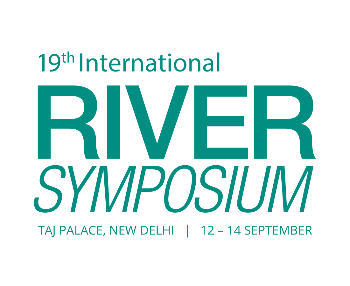 19th International
RIVER
SYMPOSIUM
TAJ PALACE, NEW DELHI | 12 – 14 SEPTEMBER